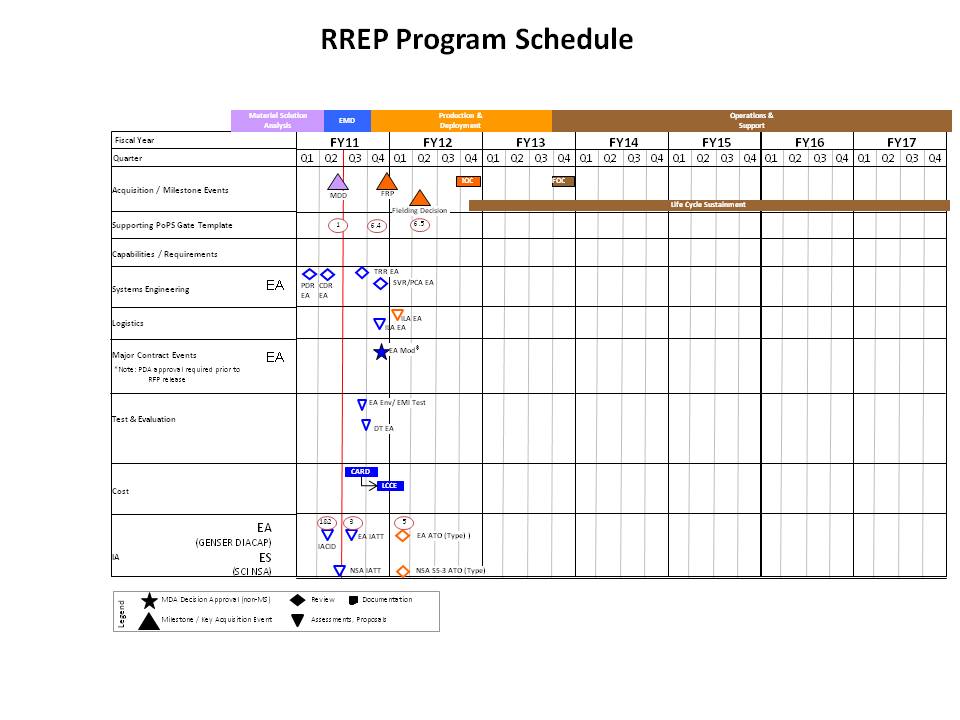 RREP Program Schedule
Material Solution
Analysis
EMD
Production &
Deployment
Operations &
Support
Fiscal Year
FY11 FY12 FY13 FY14 FY15 FY16 FY17
Quarter
Q1 Q2 Q3 Q4 Q1 Q2 Q3 Q4 Q1 Q2 Q3 Q4 Q1 Q2 Q3 Q4 Q1 Q2 Q3 Q4 Q1 Q2 Q3 Q4 Q1 Q2 Q3 Q4
Acquisition / Milestone Events
MDD
FRP
IOC
FOC
Fielding Decision
Life Cycle Sustainment
Supporting PoPS Gate Template
1
6.4
6.5
Capabilities / Requirements
Systems Engineering
EA
PDR
EA
CDR
EA
TRR EA
SVR/PCA EA
Logistics
ILA EA
ILA EA
Major Contract Events
EA
*Note: PDA approval required prior to
RFP release
EA Mod*
Test & Evaluation
EA Env/ EMI Test
DT EA
Cost
CARD
LCCE
IA
EA
(GENSER DIACAP)
1&2
3
5
IACID
EA IATT
EA ATO (Type) )
ES
(SCI NSA)
NSA IATT
NSA SS-3 ATO (Type)
Legend
MDA Decision Approval (non-MS)
Review
Documentation
Milestone / Key Acquisition Event
Assessments, Proposals